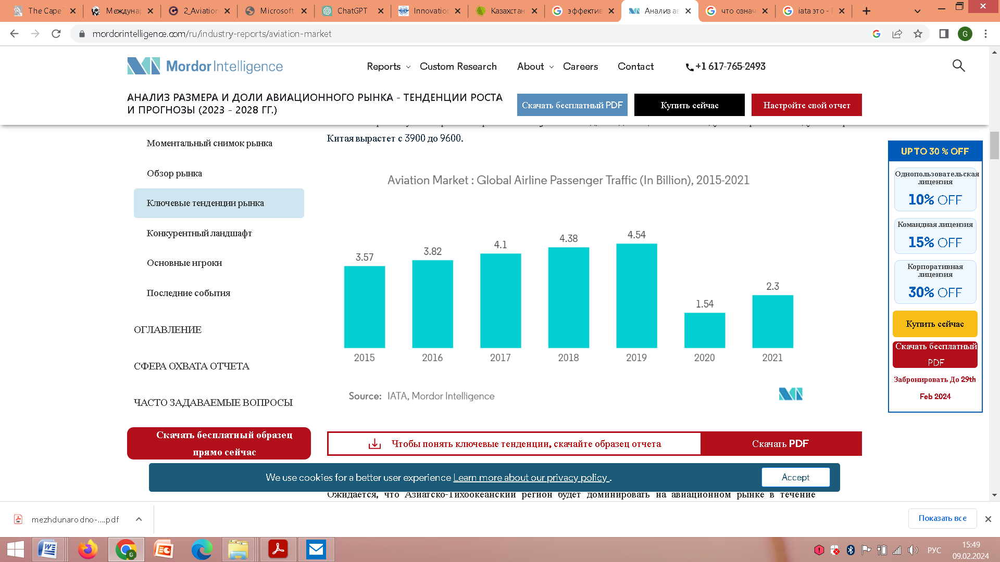 The Cape
Междунар
2_Aviation
Microsoft
ChatGPT
Innovation
Казахстан
эффектив
Анализ ав
что означ
iata это -
mordorintelligence.com/ru/industry-reports/aviation-market
G
Mordor Intelligence
Reports
Custom Research
About
Careers
Contact
+1 617-765-2493
АНАЛИЗ РАЗМЕРА И ДОЛИ АВИАЦИОННОГО РЫНКА - ТЕНДЕНЦИИ РОСТА
И ПРОГНОЗЫ (2023 - 2028 ГГ.)
Скачать бесплатный PDF
Купить сейчас
Настройте свой отчет
Китая вырастет с 3900 до 9600.
Моментальный снимок рынка
Обзор рынка
Ключевые тенденции рынка
Конкурентный ландшафт
Основные игроки
Последние события
ОГЛАВЛЕНИЕ
СФЕРА ОХВАТА ОТЧЕТА
ЧАСТО ЗАДАВАЕМЫЕ ВОПРОСЫ
Скачать бесплатный образец
прямо сейчас
Aviation Market : Global Airline Passenger Traffic (In Billion), 2015-2021
3.57
3.82
4.1
4.38
4.54
1.54
2.3
2015
2016
2017
2018
2019
2020
2021
Source: IATA, Mordor Intelligence
Чтобы понять ключевые тенденции, скачайте образец отчета
Скачать PDF
UP TO 30 % OFF
Однопользовательская
лицензия
10% OFF
Командная лицензия
15% OFF
Корпоративная
лицензия
30% OFF
Купить сейчас
Скачать бесплатный
PDF
Забронировать До 29th
Feb 2024
We use cookies for a better user experience Learn more about our privacy policy .
Accept
Ожидается, что Азиатско-Тихоокеанский регион будет доминировать на авиационном рынке в течение
mezhdunarodno-....pdf
Показать все
РУС
15:49
09.02.2024